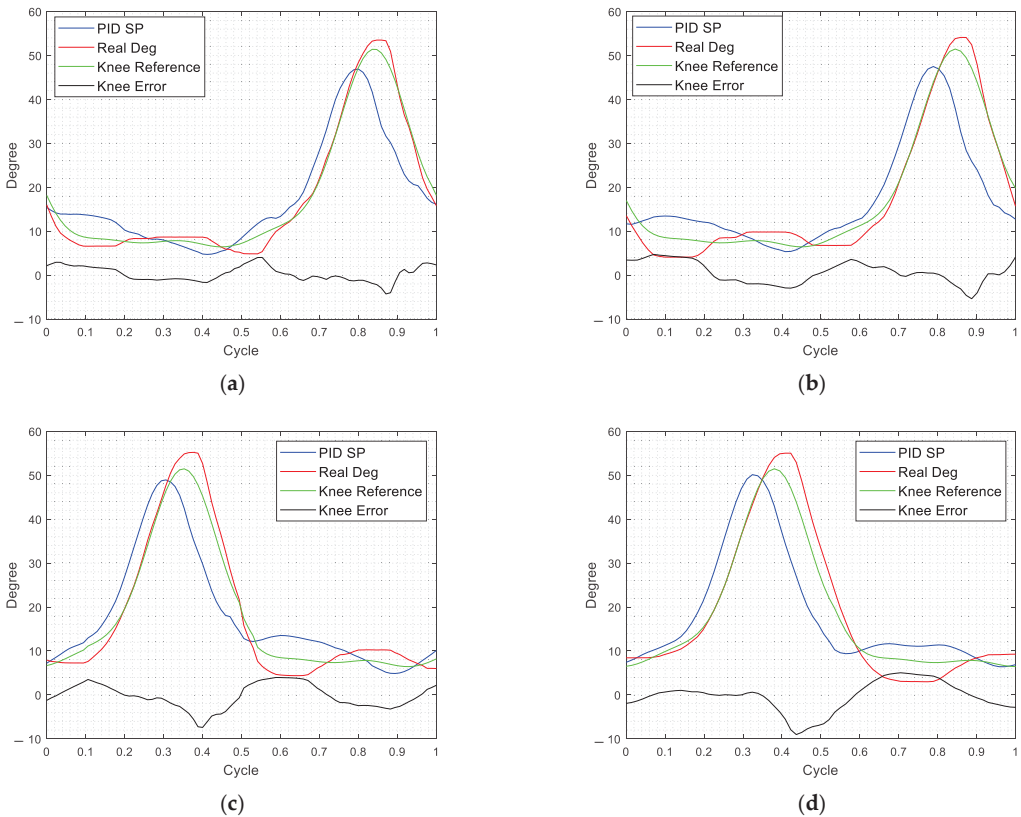 60
50
40
30
20
10
0
– 10
Degree
PID SP
Real Deg
Knee Reference
Knee Error
0 0.1 0.2 0.3 0.4 0.5 0.6 0.7 0.8 0.9 1
Cycle
(a)
60
50
40
30
20
10
0
– 10
Degree
PID SP
Real Deg
Knee Reference
Knee Error
0 0.1 0.2 0.3 0.4 0.5 0.6 0.7 0.8 0.9 1
Cycle
(b)
60
50
40
30
20
10
0
– 10
Degree
PID SP
Real Deg
Knee Reference
Knee Error
0 0.1 0.2 0.3 0.4 0.5 0.6 0.7 0.8 0.9 1
Cycle
(c)
60
50
40
30
20
10
0
– 10
Degree
PID SP
Real Deg
Knee Reference
Knee Error
0 0.1 0.2 0.3 0.4 0.5 0.6 0.7 0.8 0.9 1
Cycle
(d)